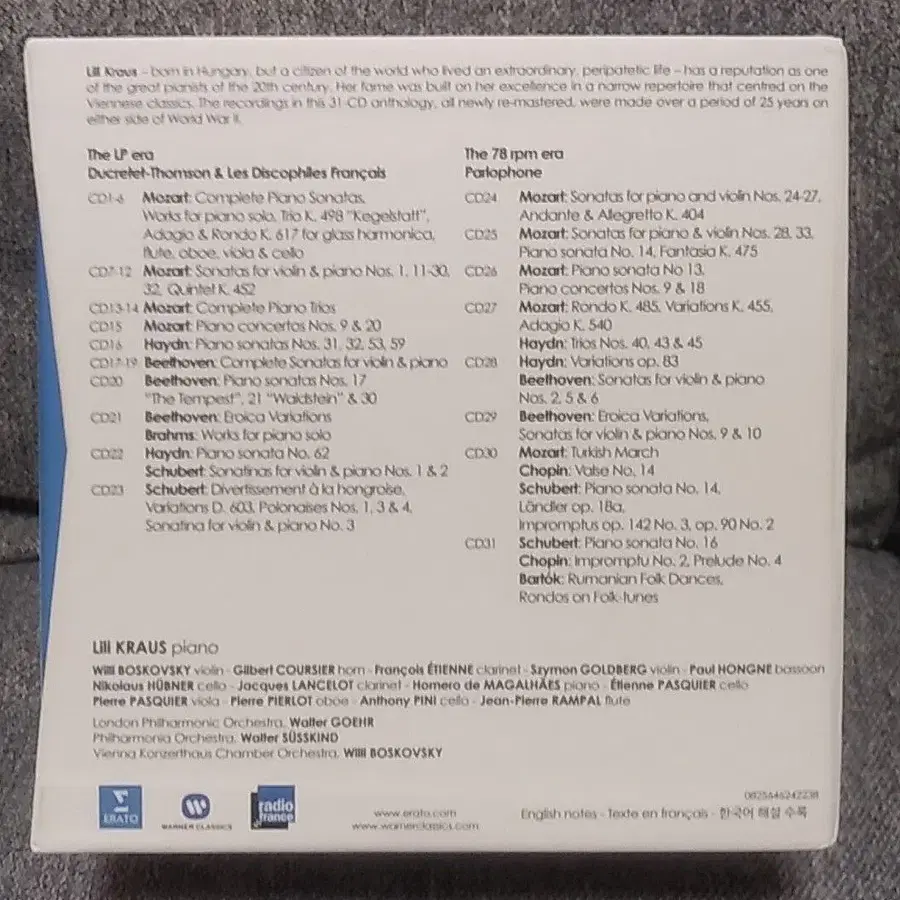 Lili Kraus – born in Hungary, but a citizen of the world who lived an extraordinary, peripatetic life – has a reputation as one
of the great pianists of the 20th century. Her fame was built on her excellence in a narrow repertoire that centred on the
Viennese classics. The recordings in this 31-CD anthology, all newly re-mastered, were made over a period of 25 years on
either side of World War II.
The LP era
Ducretet-Thomson & Les Discophiles Français
CD1-6 Mozart: Complete Piano Sonatas,
Works for piano solo, Trio K. 498 "Kegelstatt",
Adagio & Rondo K. 617 for glass harmonica,
flute, oboe, viola & cello
CD7-12 Mozart: Sonatas for violin & piano Nos. 1, 11-30,
32, Quintet K. 452
CD13-14 Mozart: Complete Piano Trios
CD15 Mozart: Piano concertos Nos. 9 & 20
CD16 Haydn: Piano sonatas Nos. 31, 32, 53, 59
CD17-19 Beethoven: Complete Sonatas for violin & piano
CD20 Beethoven: Piano sonatas Nos. 17
"The Tempest", 21 "Waldstein" & 30
CD21 Beethoven: Eroica Variations
Brahms: Works for piano solo
CD22 Haydn: Piano sonata No. 62
Schubert: Sonatinas for violin & piano Nos. 1 & 2
CD23 Schubert: Divertissement à la hongroise,
Variations D. 603, Polonaises Nos. 1, 3 & 4,
Sonatina for violin & piano No. 3
The 78 rpm era
Parlophone
CD24 Mozart: Sonatas for piano and violin Nos. 24-27,
Andante & Allegretto K. 404
CD25 Mozart: Sonatas for piano & violin Nos. 28, 33,
Piano sonata No. 14, Fantasia K. 475
CD26 Mozart: Piano sonata No 13,
Piano concertos Nos. 9 & 18
CD27 Mozart: Rondo K. 485, Variations K. 455,
Adagio K. 540
Haydn: Trios Nos. 40, 43 & 45
CD28 Haydn: Variations op. 83
Beethoven: Sonatas for violin & piano
Nos. 2, 5 & 6
CD29 Beethoven: Eroica Variations,
Sonatas for violin & piano Nos. 9 & 10
CD30 Mozart: Turkish March
Chopin: Valse No. 14
Schubert: Piano sonata No. 14,
Ländler op. 18a,
Impromptus op. 142 No. 3, op. 90 No. 2
CD31 Schubert: Piano sonata No. 16
Chopin: Impromptu No. 2, Prelude No. 4
Bartók: Rumanian Folk Dances,
Rondos on Folk-tunes
Lili KRAUS piano
Willi BOSKOVSKY violin - Gilbert COURSIER horn - François ÉTIENNE clarinet - Szymon GOLDBERG violin - Paul HONGNE bassoon
Nikolaus HÜBNER cello - Jacques LANCELOT clarinet - Homero de MAGALHÃES piano - Étienne PASQUIER cello
Pierre PASQUIER viola - Pierre PIERLOT oboe - Anthony PINI cello - Jean-Pierre RAMPAL flute
London Philharmonic Orchestra, Walter GOEHR
Philharmonia Orchestra, Walter SÜSSKIND
Vienna Konzerthaus Chamber Orchestra, Willi BOSKOVSKY
ERATO
WARNER CLASSICS
radio
france
www.erato.com
www.warnerclassics.com
0825646242238
English notes - Texte en français - 한국어 해설 수록